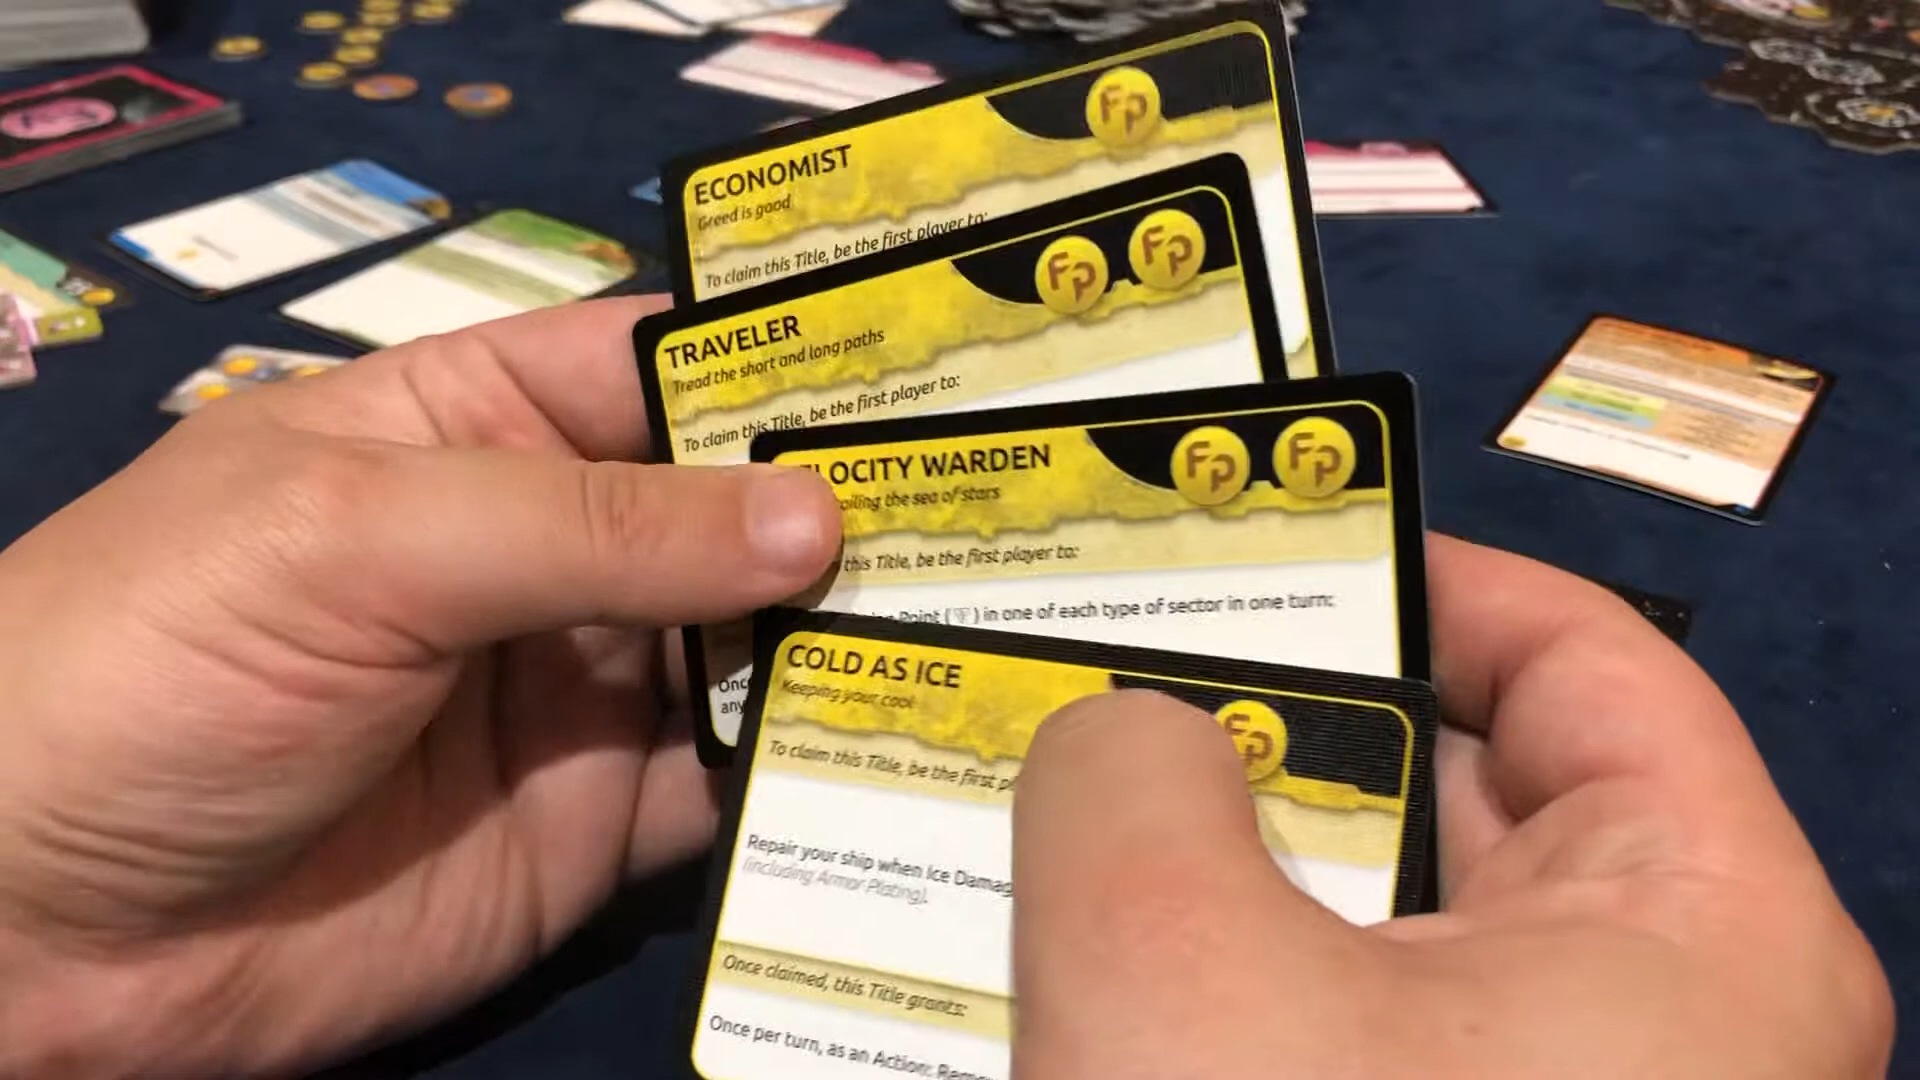 ECONOMIST
Greed is good
To claim this Title, be the first player to:
Fp
TRAVELER
Tread the short and long paths
To claim this Title, be the first player to:
Fp Fp
Once
any
LOCITY WARDEN
ailing the sea of stars
this Title, be the first player to:
Point ( ) in one of each type of sector in one turn:
Fp Fp
COLD AS ICE
Keeping your cool
Fp
To claim this Title, be the first p
Repair your ship when Ice Damag
(including Armor Plating).
Once claimed, this Title grants:
Once per turn, as an Action: Remo